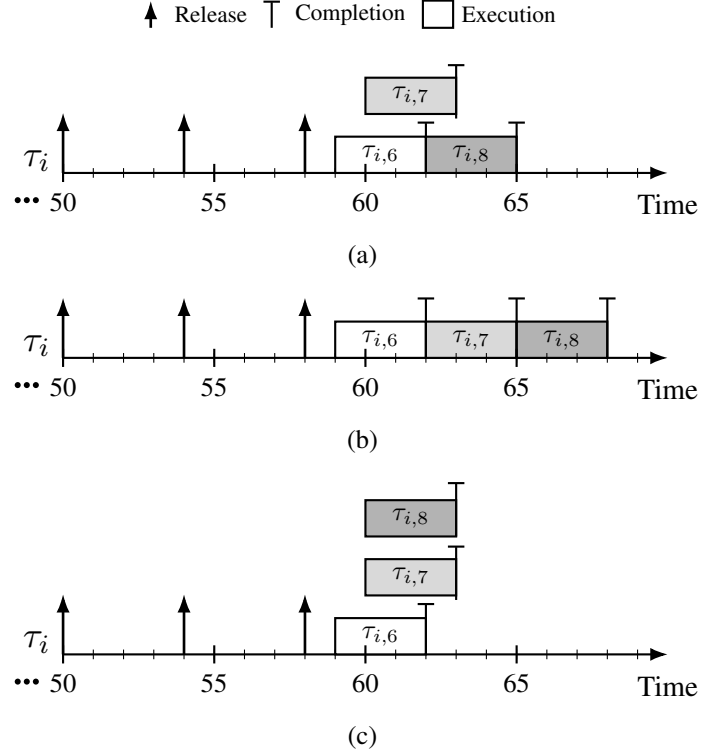 Release Completion Execution
τi,7
τi,6 τi,8
τi
••• 50 55 60 65 Time
(a)
τi,6 τi,7 τi,8
τi
••• 50 55 60 65 Time
(b)
τi,8
τi,7
τi,6
τi
••• 50 55 60 65 Time
(c)